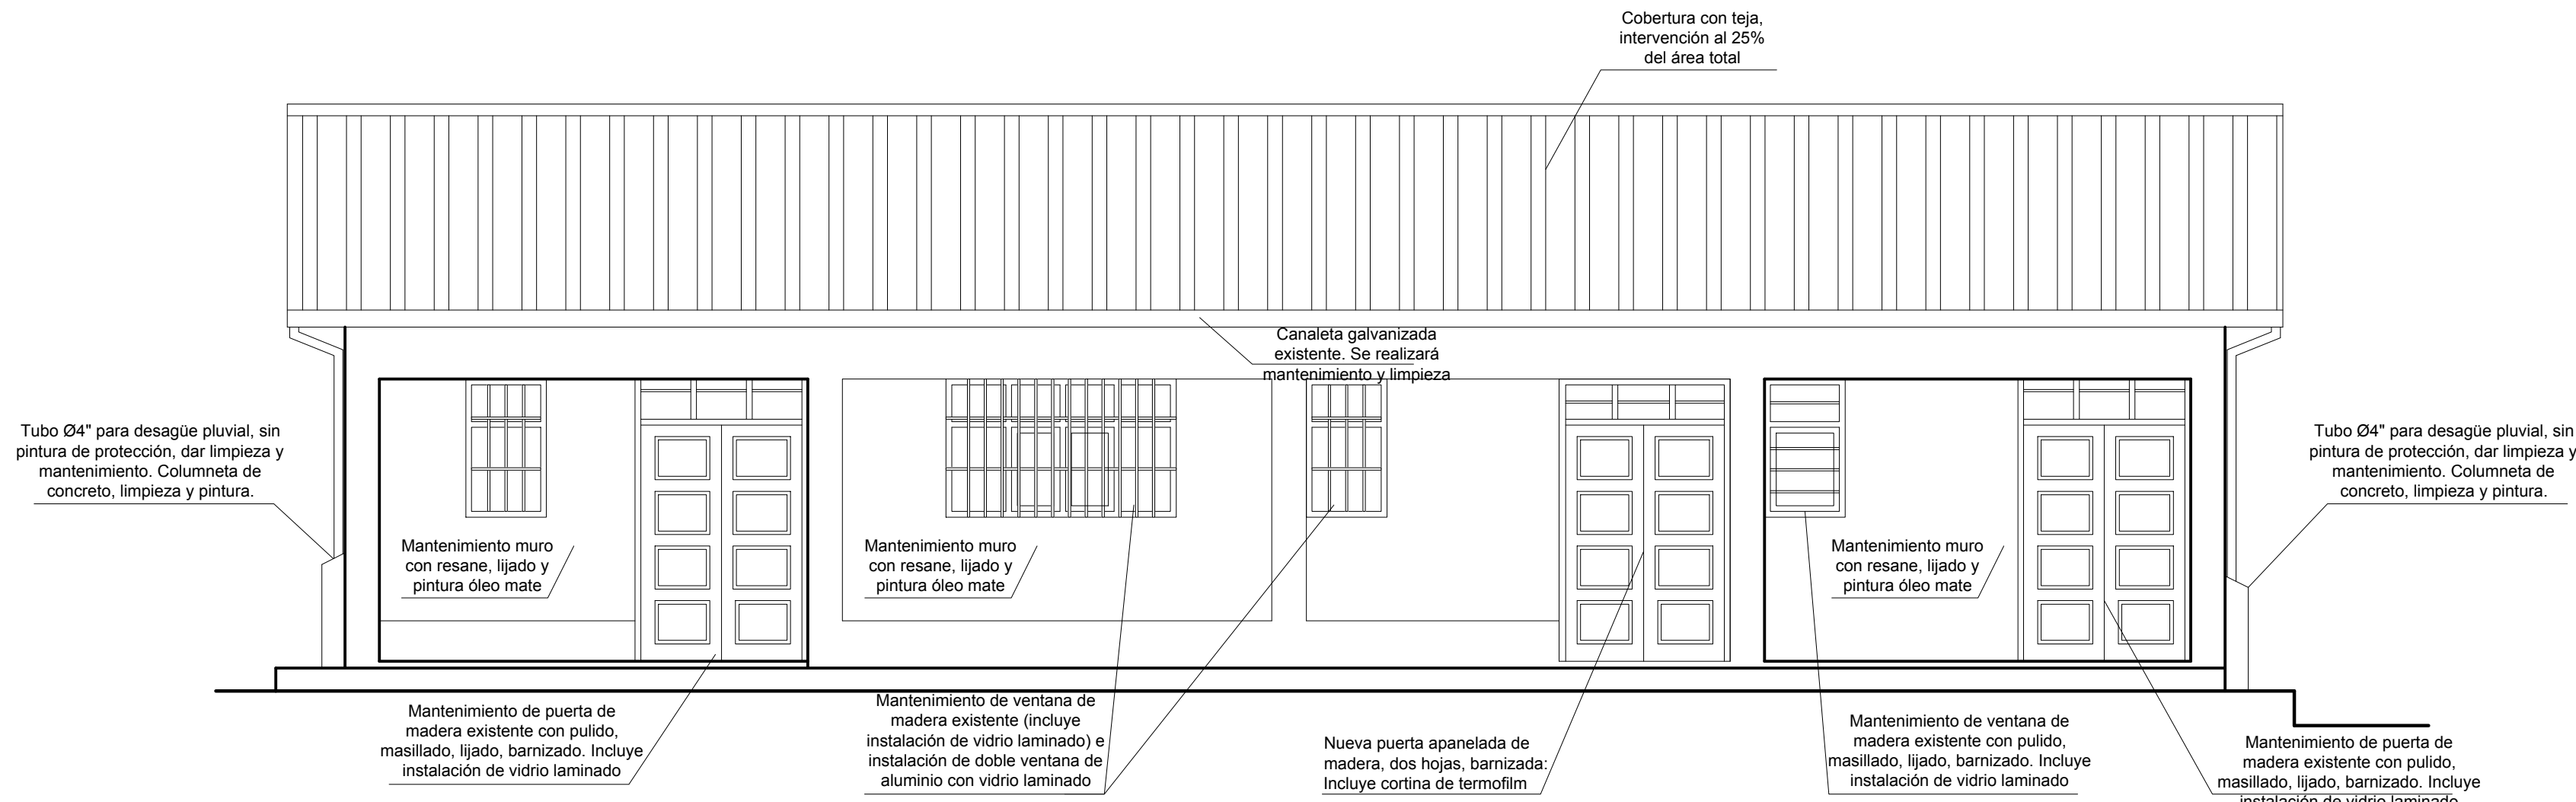 Cobertura con teja,
intervención al 25%
del área total
Canaleta galvanizada
existente. Se realizará
mantenimiento y limpieza
Tubo Ø4" para desagüe pluvial, sin
pintura de protección, dar limpieza y
mantenimiento. Columneta de
concreto, limpieza y pintura.
Tubo Ø4" para desagüe pluvial, sin
pintura de protección, dar limpieza y
mantenimiento. Columneta de
concreto, limpieza y pintura.
Mantenimiento muro
con resane, lijado y
pintura óleo mate
Mantenimiento muro
con resane, lijado y
pintura óleo mate
Mantenimiento muro
con resane, lijado y
pintura óleo mate
Mantenimiento de puerta de
madera existente con pulido,
masillado, lijado, barnizado. Incluye
instalación de vidrio laminado
Mantenimiento de ventana de
madera existente (incluye
instalación de vidrio laminado) e
instalación de doble ventana de
aluminio con vidrio laminado
Nueva puerta apanelada de
madera, dos hojas, barnizada:
Incluye cortina de termofilm
Mantenimiento de ventana de
madera existente con pulido,
masillado, lijado, barnizado. Incluye
instalación de vidrio laminado
Mantenimiento de puerta de
madera existente con pulido,
masillado, lijado, barnizado. Incluye
instalación de vidrio laminado